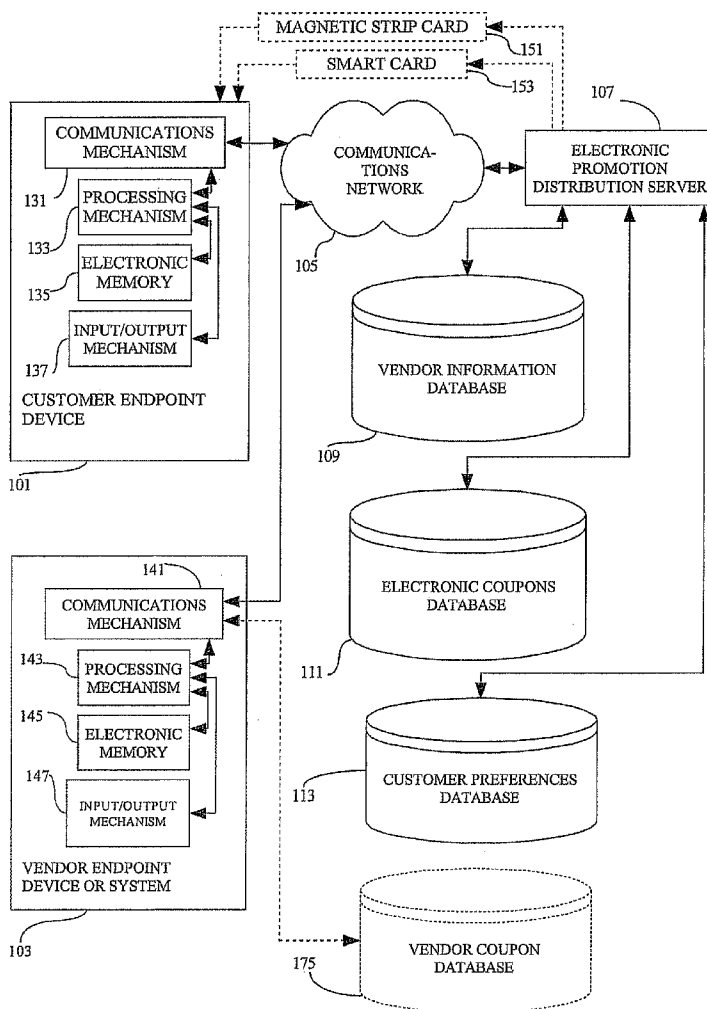 MAGNETIC STRIP CARD
151
SMART CARD
153
107
COMMUNICATIONS
MECHANISM
131
PROCESSING
MECHANISM
133
ELECTRONIC
MEMORY
135
INPUT/OUTPUT
MECHANISM
137
CUSTOMER ENDPOINT
DEVICE
101
COMMUNICA-
TIONS
NETWORK
105
ELECTRONIC
PROMOTION
DISTRIBUTION SERVER
VENDOR INFORMATION
DATABASE
109
ELECTRONIC COUPONS
DATABASE
111
141
COMMUNICATIONS
MECHANISM
143
PROCESSING
MECHANISM
145
ELECTRONIC
MEMORY
147
INPUT/OUTPUT
MECHANISM
VENDOR ENDPOINT
DEVICE OR SYSTEM
103
CUSTOMER PREFERENCES
DATABASE
113
VENDOR COUPON
DATABASE
175